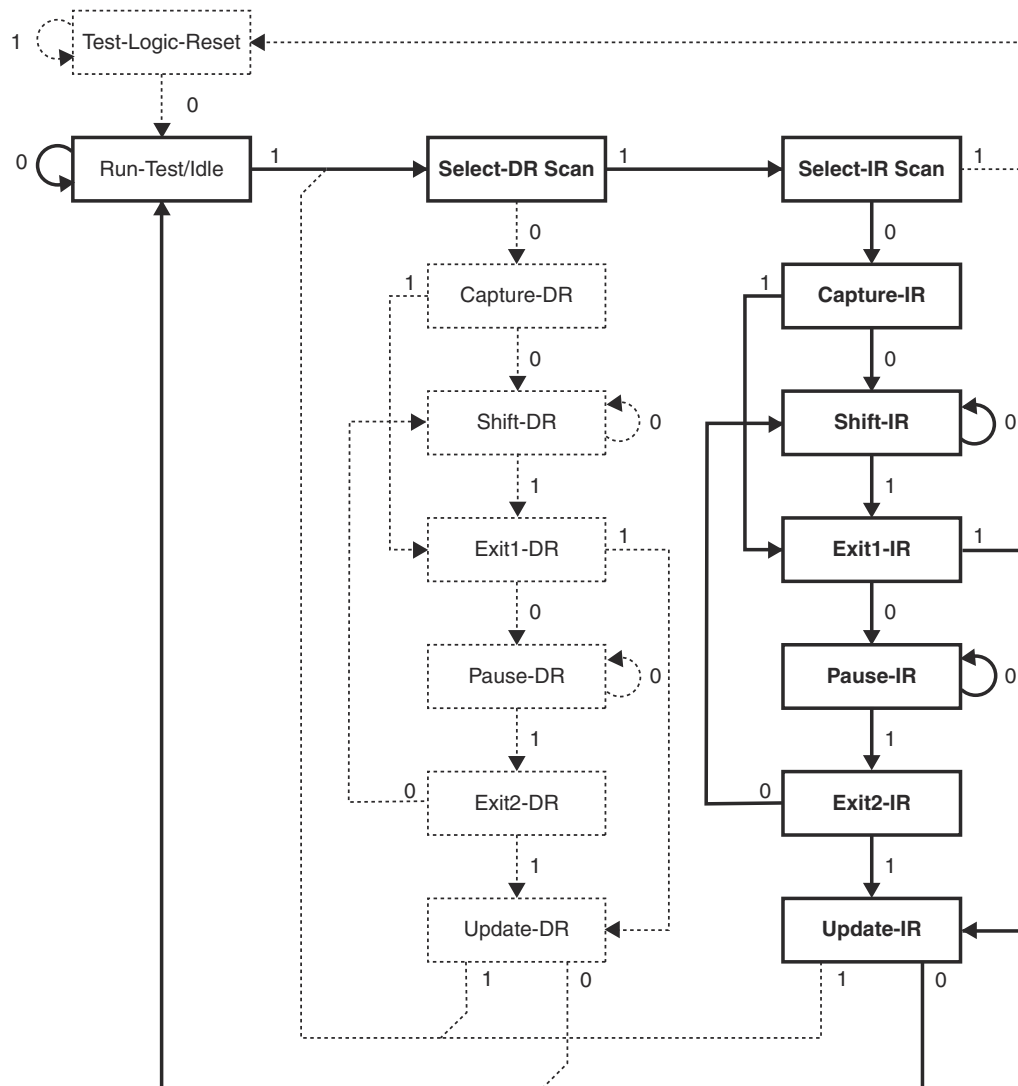 1
Test-Logic-Reset
0
0
Run-Test/Idle
1
Select-DR Scan
1
Select-IR Scan
1
0
0
1
Capture-DR
1
Capture-IR
0
0
Shift-DR
0
Shift-IR
0
1
1
Exit1-DR
1
Exit1-IR
1
0
0
Pause-DR
0
Pause-IR
0
1
1
0
Exit2-DR
0
Exit2-IR
1
1
Update-DR
Update-IR
1
0
1
0